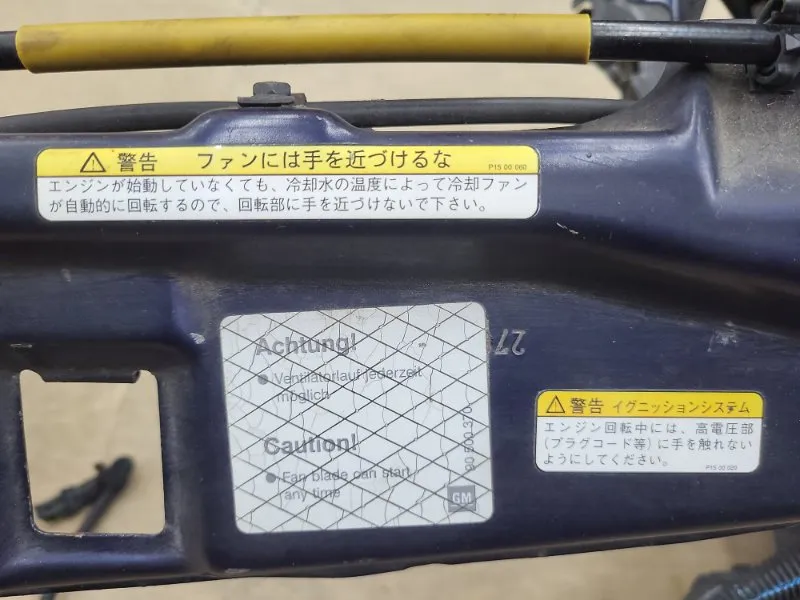 警告 ファンには手を近づけるな P15 00 060
エンジンが始動していなくても、冷却水の温度によって冷却ファン
が自動的に回転するので、回転部に手を近づけないで下さい。
Achtung!
● Ventilatorlauf jederzeit
möglich
Caution!
● Fan blade can start
any time
90 500 370
GM
27
警告 イグニッションシステム
エンジン回転中には、高電圧部
(プラグコード等)に手を触れない
ようにしてください。
P15 00 020